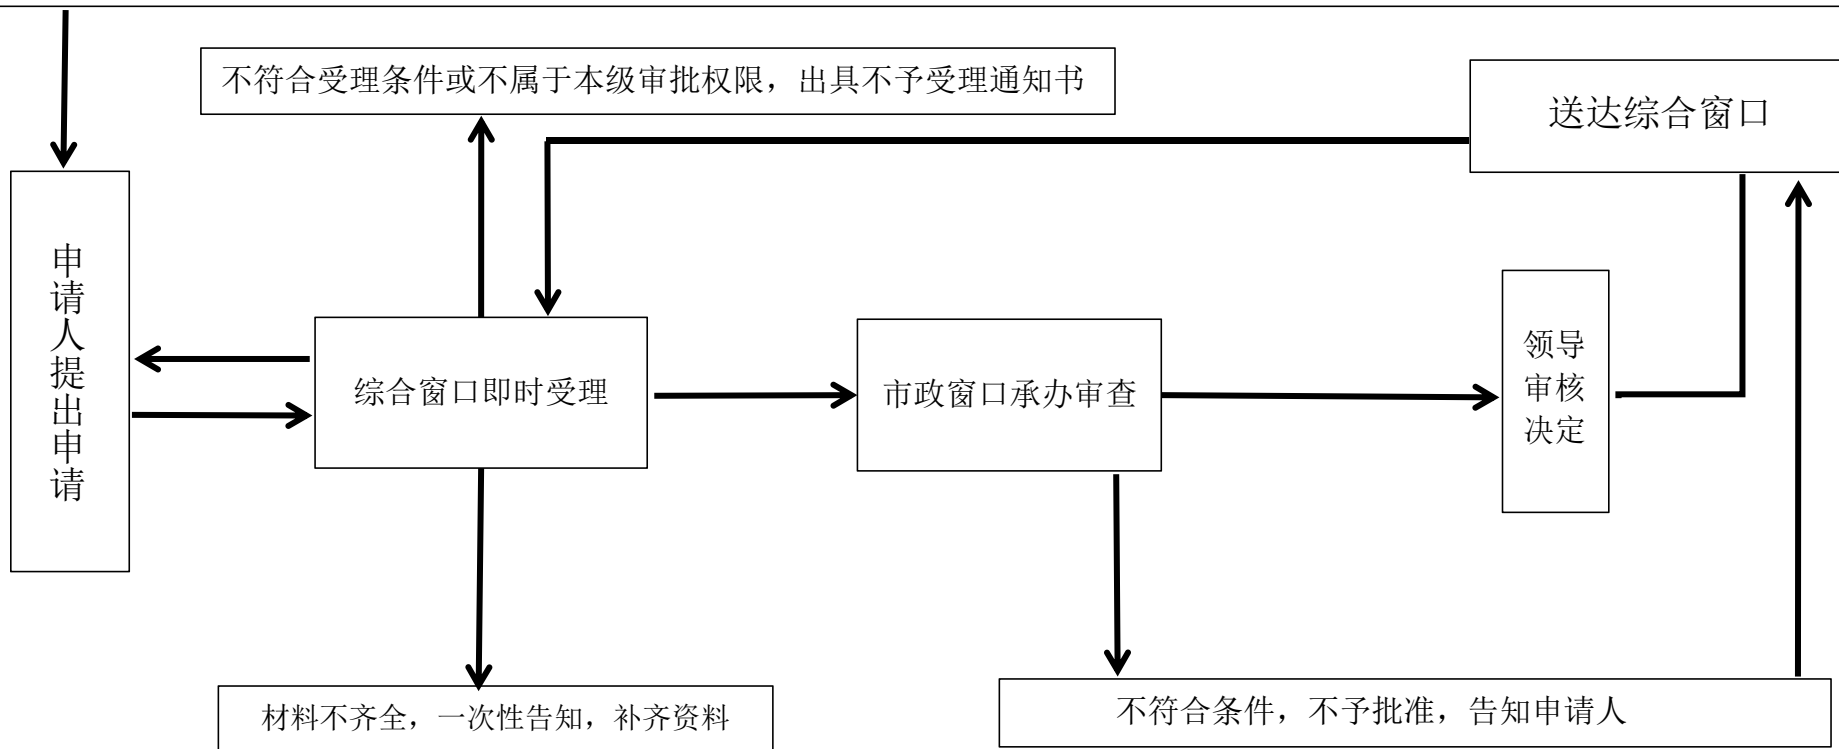 不符合受理条件或不属于本级审批权限，出具不予受理通知书
送达综合窗口
申请人提出申请
综合窗口即时受理
市政窗口承办审查
领导
审核
决定
材料不齐全，一次性告知，补齐资料
不符合条件，不予批准，告知申请人